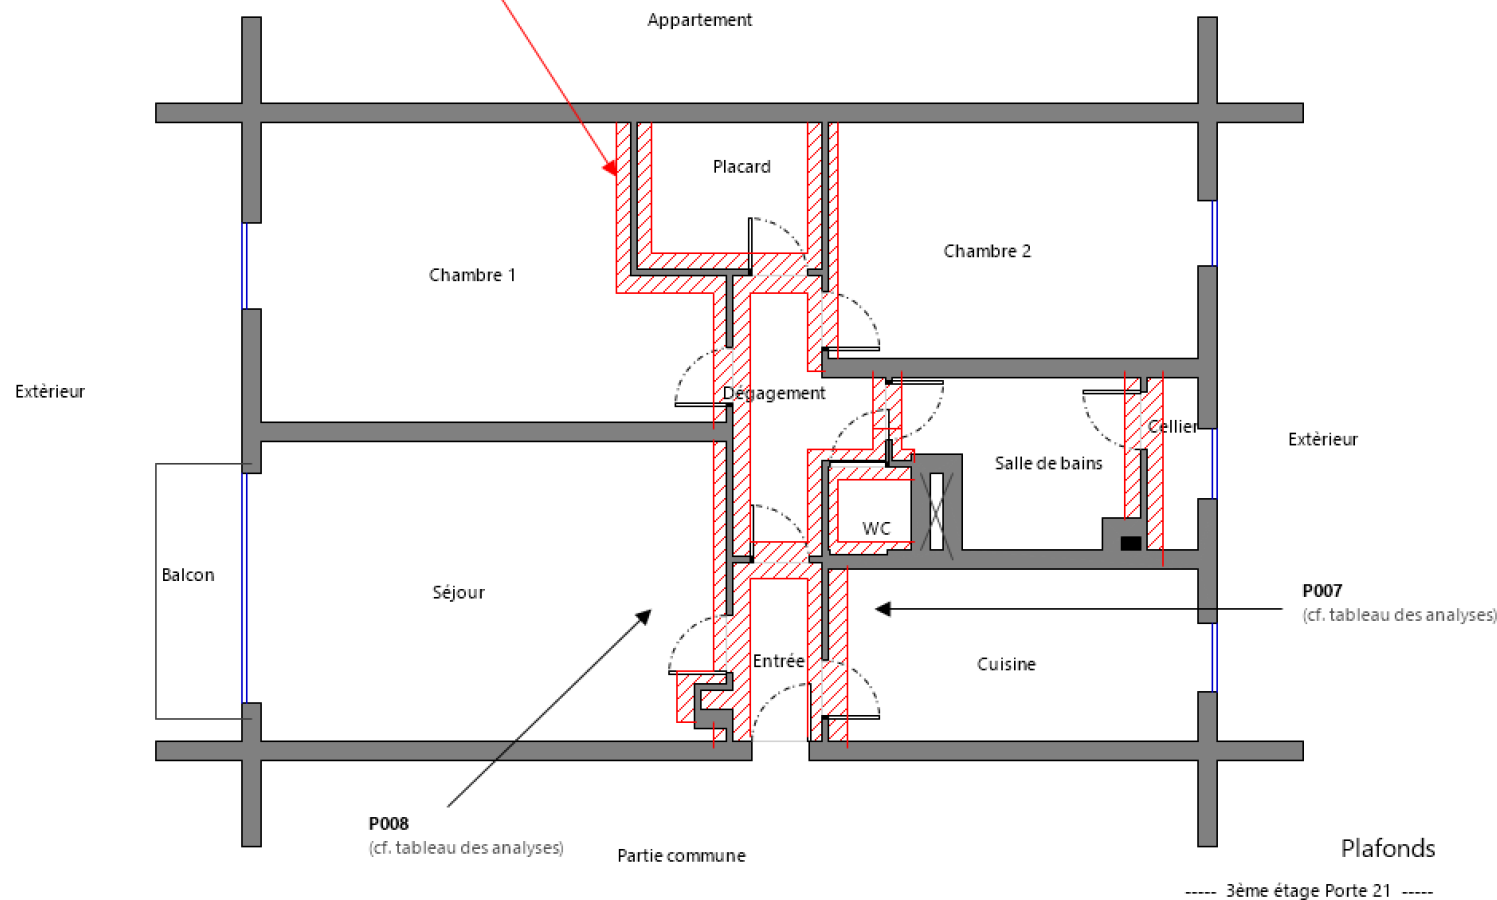 Appartement
Placard
Chambre 2
Chambre 1
Extèrieur
Dégagement
Cellier
Extèrieur
Salle de bains
WC
Balcon
Séjour
P007
(cf. tableau des analyses)
Entrée
Cuisine
P008
(cf. tableau des analyses)
Partie commune
Plafonds
----- 3ème étage Porte 21 -----